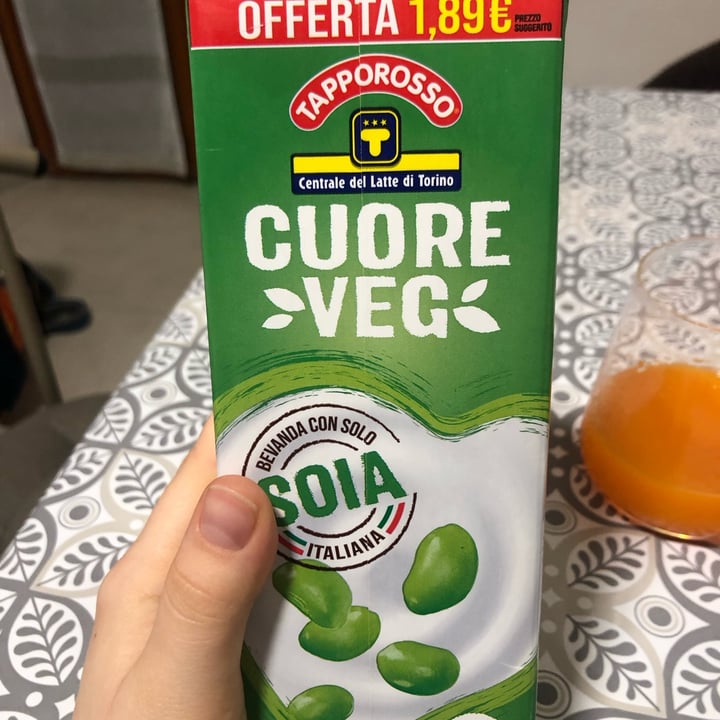 OFFERTA 1,89€ PREZZO SUGGERITO
TAPPOROSSO
T
Centrale del Latte di Torino
CUORE
VEG
BEVANDA CON SOLO
SOIA
ITALIANA